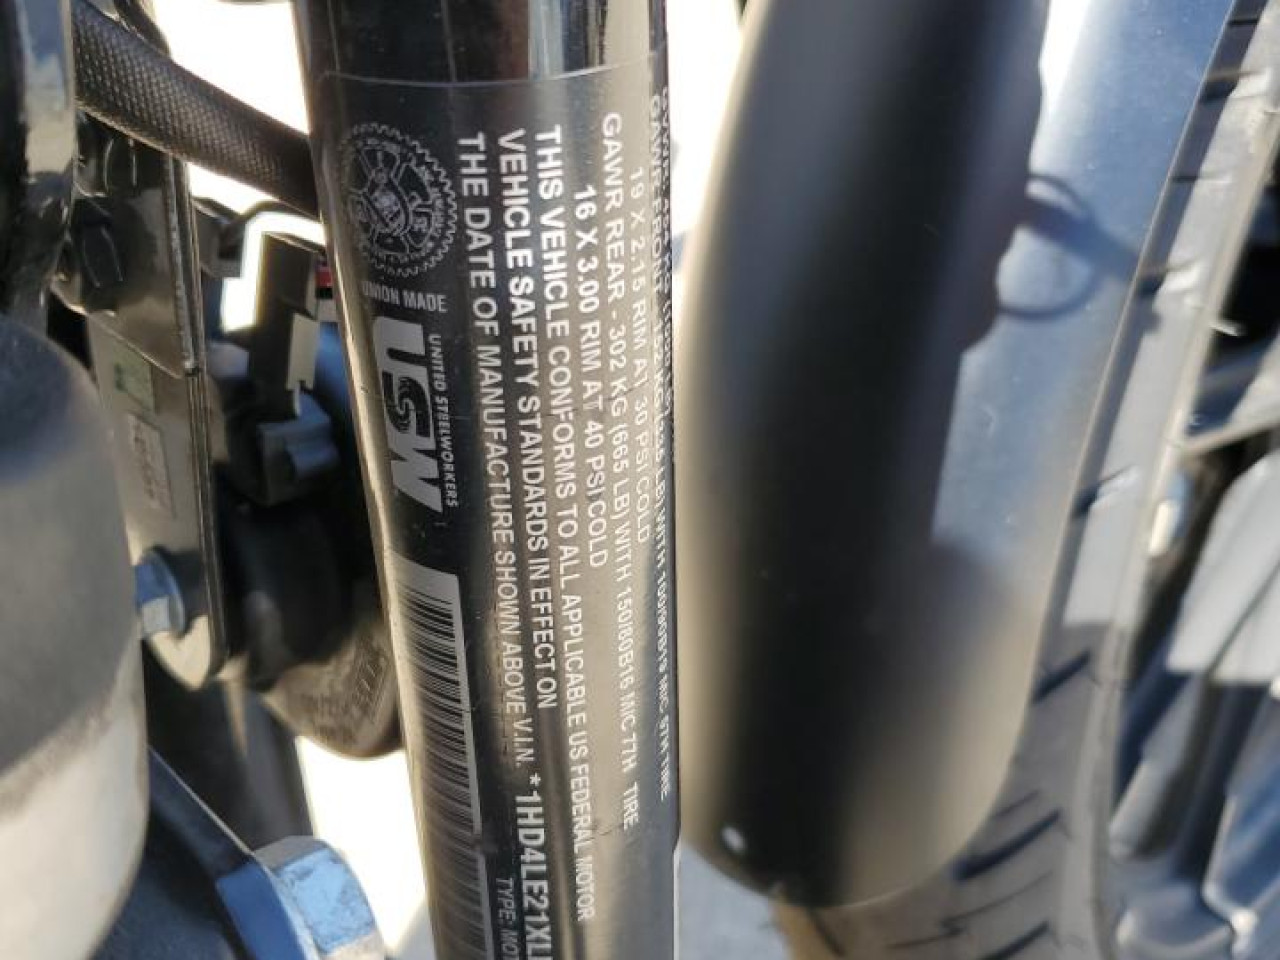 19 X 2.15 RIM AT 30 PSI COLD
GAWR REAR - 302 KG (665 LB) WITH 150/80B16 M/C 77H TIRE
16 X 3.00 RIM AT 40 PSI COLD
THIS VEHICLE CONFORMS TO ALL APPLICABLE US FEDERAL MOTOR
VEHICLE SAFETY STANDARDS IN EFFECT ON
THE DATE OF MANUFACTURE SHOWN ABOVE V.I.N.
*1HD4LE21XL
TYPE: MO
UNION MADE
UNITED STEELWORKERS
USW